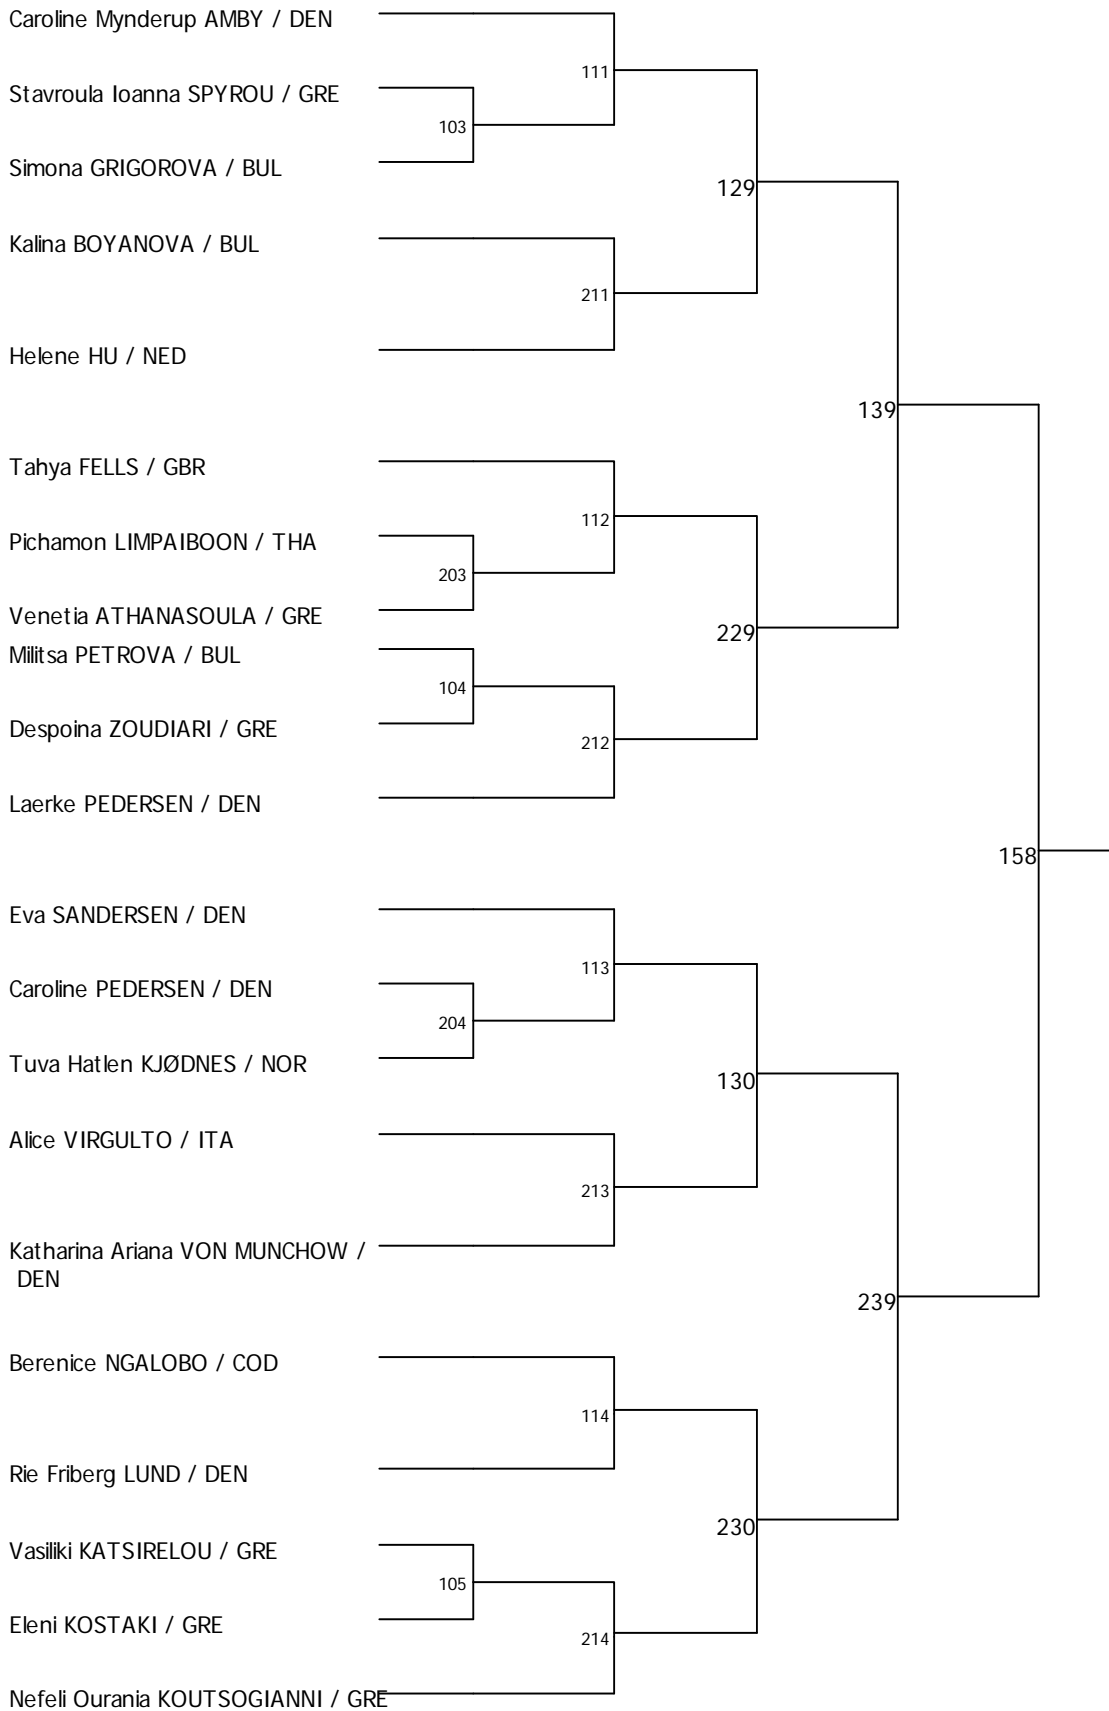 Caroline Mynderup AMBY / DEN
111
Stavroula Ioanna SPYROU / GRE
103
Simona GRIGOROVA / BUL
129
Kalina BOYANOVA / BUL
211
Helene HU / NED
139
Tahya FELLS / GBR
112
Pichamon LIMPAIBOON / THA
203
Venetia ATHANASOULA / GRE
229
Militsa PETROVA / BUL
104
Despoina ZOUDIARI / GRE
212
Laerke PEDERSEN / DEN
158
Eva SANDERSEN / DEN
113
Caroline PEDERSEN / DEN
204
Tuva Hatlen KJØDNES / NOR
130
Alice VIRGULTO / ITA
213
Katharina Ariana VON MUNCHOW /
DEN
239
Berenice NGALOBO / COD
114
Rie Friberg LUND / DEN
230
Vasiliki KATSIRELOU / GRE
105
Eleni KOSTAKI / GRE
214
Nefeli Ourania KOUTSOGIANNI / GRE